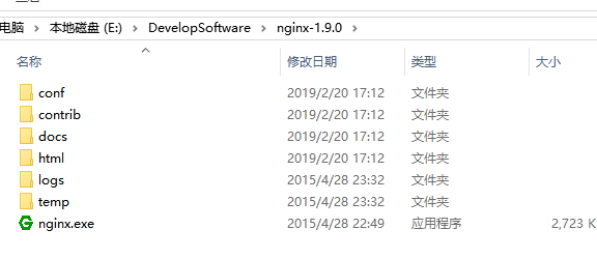 电脑 › 本地磁盘 (E:) › DevelopSoftware › nginx-1.9.0 ›
名称 修改日期 类型 大小
conf 2019/2/20 17:12 文件夹
contrib 2019/2/20 17:12 文件夹
docs 2019/2/20 17:12 文件夹
html 2019/2/20 17:12 文件夹
logs 2015/4/28 23:32 文件夹
temp 2015/4/28 23:32 文件夹
nginx.exe 2015/4/28 22:49 应用程序 2,723 K